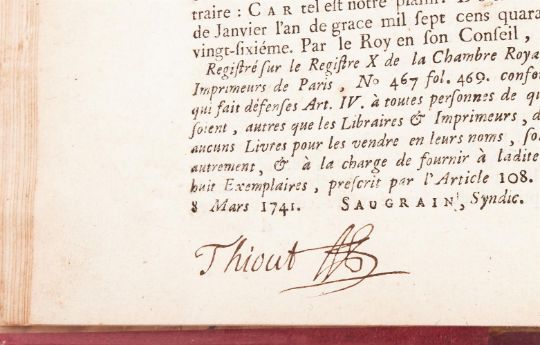 traire : CAR tel est notre plaisir.
de Janvier l'an de grace mil sept cens quara
vingt-sixiéme. Par le Roy en son Conseil,
Registré sur le Registre X de la Chambre Roya
Imprimeurs de Paris, No 467 fol. 469. confor
qui fait défenses Art. IV. à toutes personnes de qu
soient, autres que les Libraires & Imprimeurs, d
aucuns Livres pour les vendre en leurs noms, so
autrement, & à la charge de fournir à ladite
huit Exemplaires, prescrit par l'Article 108.
8 Mars 1741. SAUGRAIN, Syndic.
Thiout